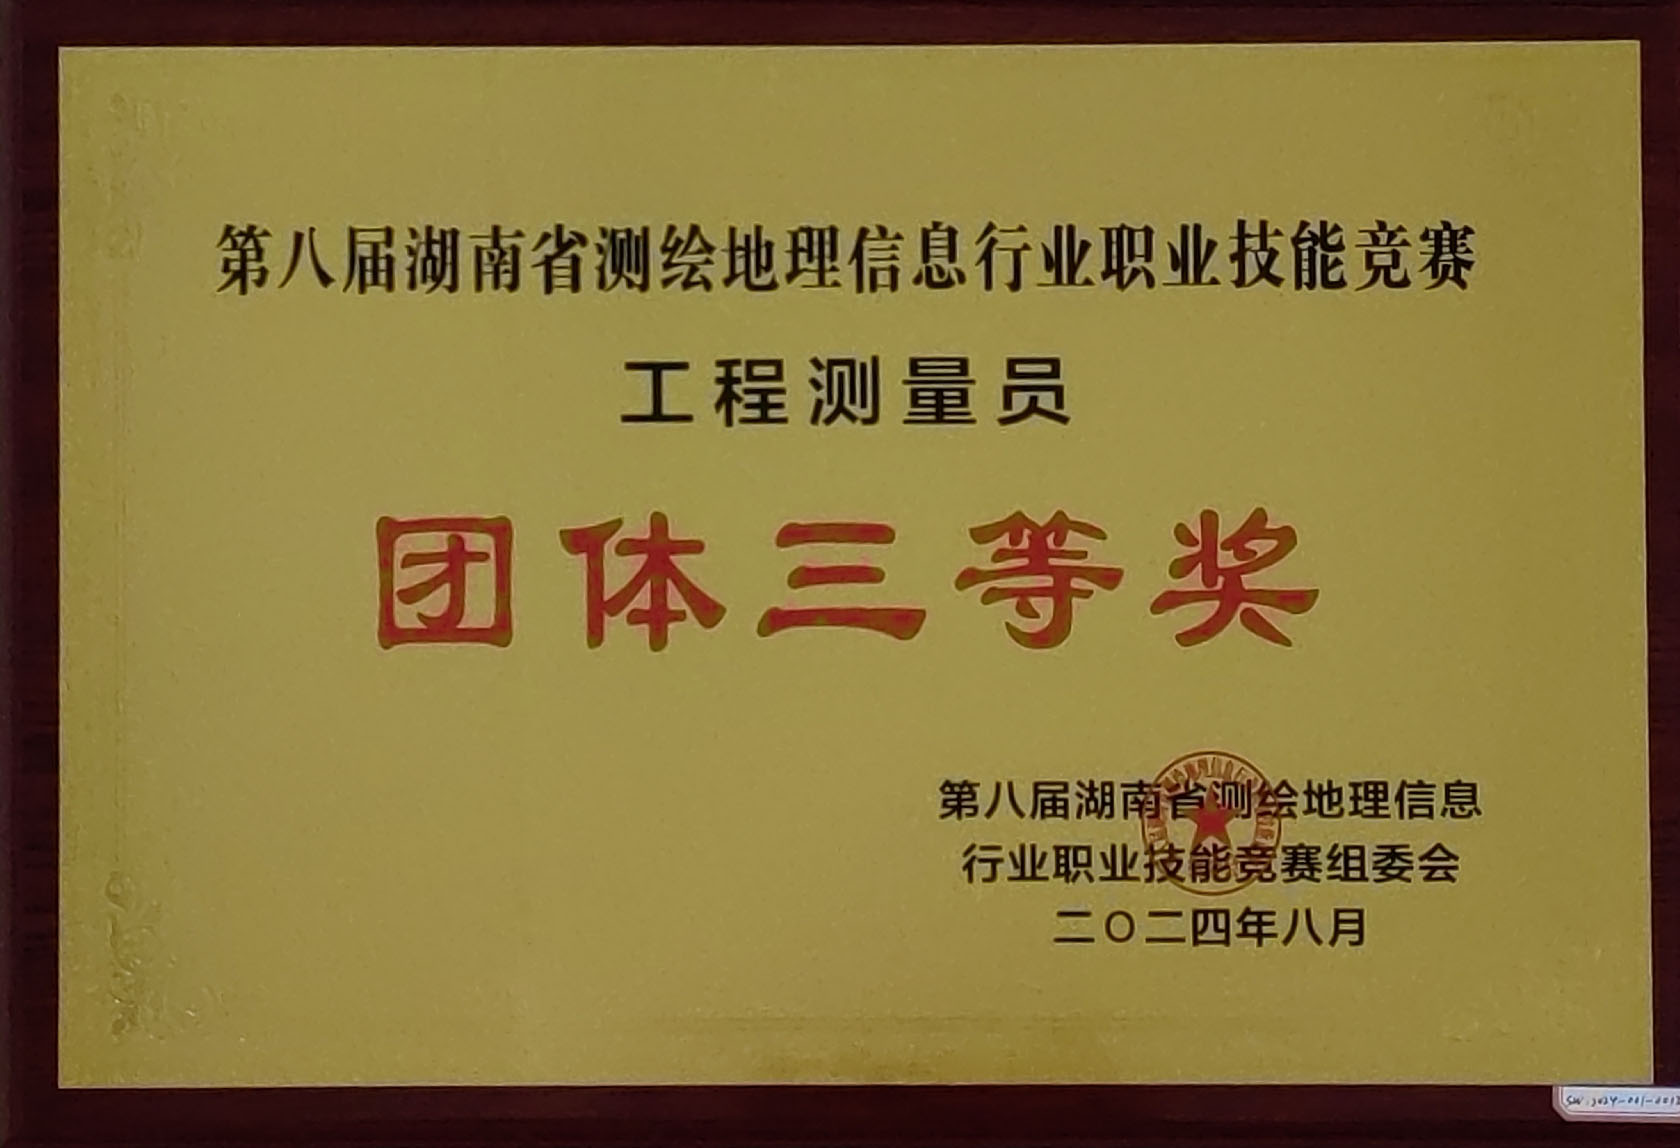 第八届湖南省测绘地理信息行业职业技能竞赛
工程测量员
团体三等奖
第八届湖南省测绘地理信息
行业职业技能竞赛组委会
二〇二四年八月